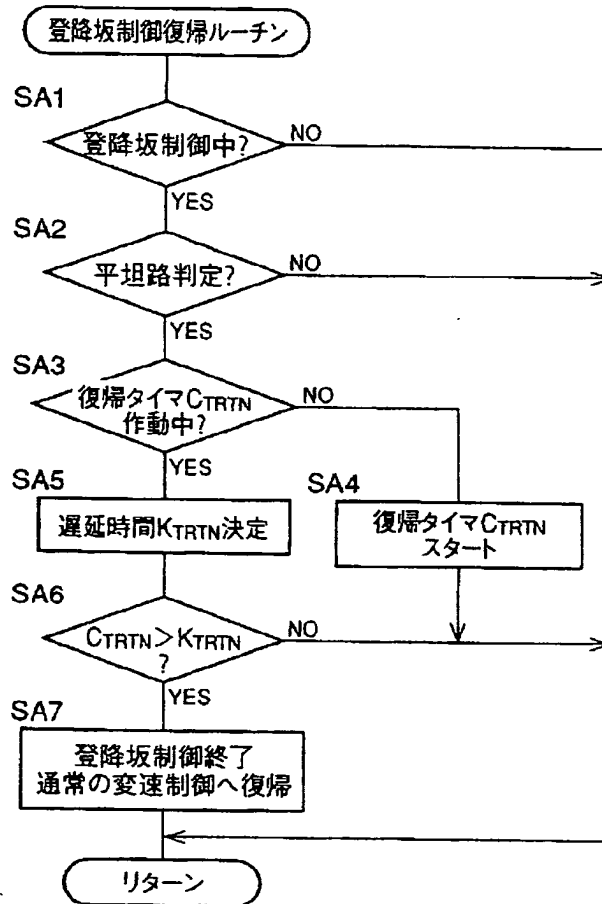 登降坂制御復帰ルーチン
SA1
登降坂制御中?
NO
YES
SA2
平坦路判定?
NO
YES
SA3
復帰タイマCTRTN
作動中?
NO
YES
SA5
遅延時間KTRTN決定
SA4
復帰タイマCTRTN
スタート
SA6
CTRTN>KTRTN
?
NO
YES
SA7
登降坂制御終了
通常の変速制御へ復帰
リターン